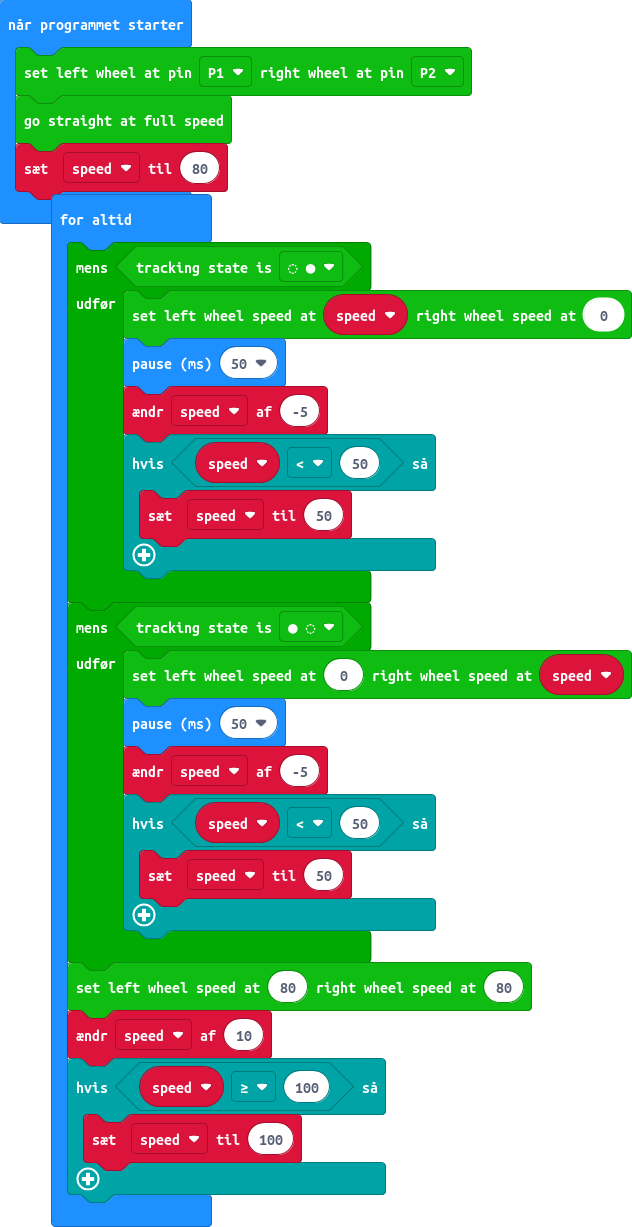 når programmet starter
set left wheel at pin P1 right wheel at pin P2
go straight at full speed
sæt speed til 80
for altid
mens tracking state is ◌ ●
udfør set left wheel speed at speed right wheel speed at 0
pause (ms) 50
ændr speed af -5
hvis speed < 50 så
sæt speed til 50
mens tracking state is ● ◌
udfør set left wheel speed at 0 right wheel speed at speed
pause (ms) 50
ændr speed af -5
hvis speed < 50 så
sæt speed til 50
set left wheel speed at 80 right wheel speed at 80
ændr speed af 10
hvis speed ≥ 100 så
sæt speed til 100